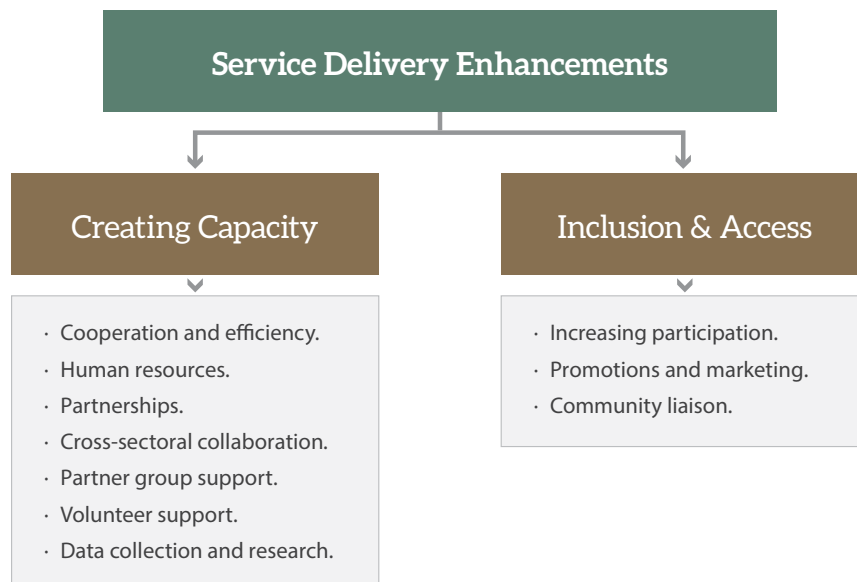 Service Delivery Enhancements
Creating Capacity
· Cooperation and efficiency.
· Human resources.
· Partnerships.
· Cross-sectoral collaboration.
· Partner group support.
· Volunteer support.
· Data collection and research.
Inclusion & Access
· Increasing participation.
· Promotions and marketing.
· Community liaison.